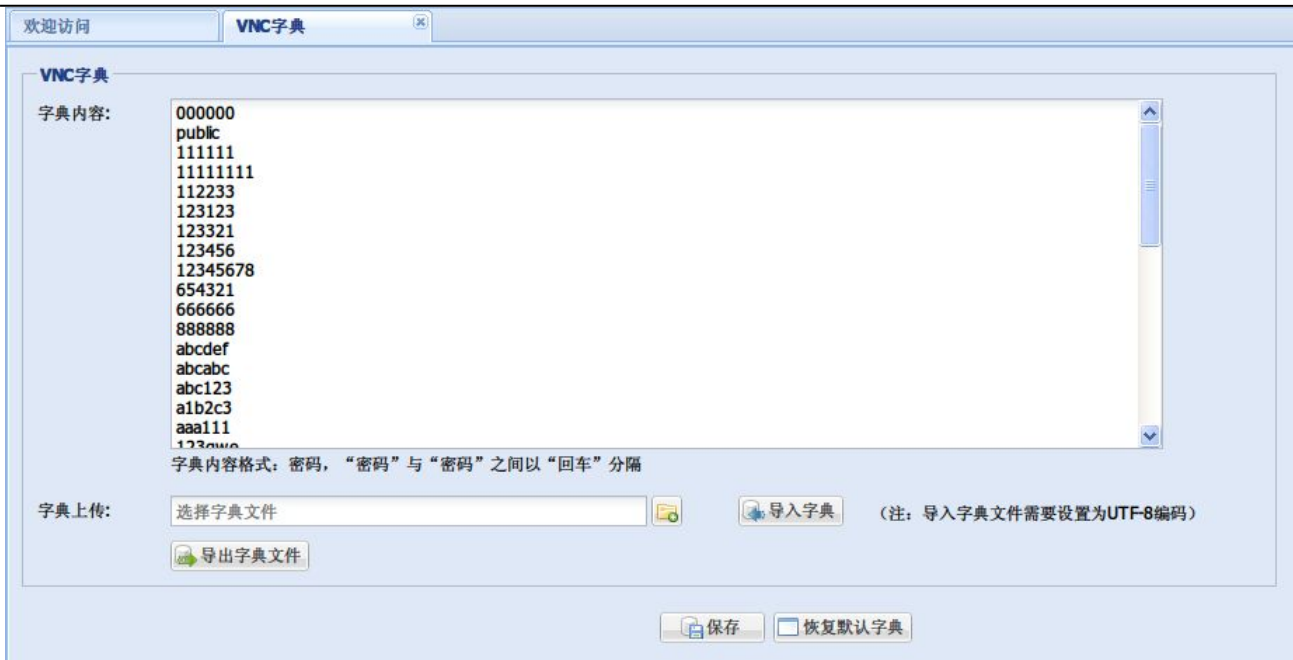 欢迎访问
VNC字典
VNC字典
字典内容:
000000
public
111111
11111111
112233
123123
123321
123456
12345678
654321
666666
888888
abcdef
abcabc
abc123
a1b2c3
aaa111
123qwe
字典内容格式：密码，“密码”与“密码”之间以“回车”分隔
字典上传:
选择字典文件
导入字典
（注：导入字典文件需要设置为UTF-8编码）
导出字典文件
保存
恢复默认字典